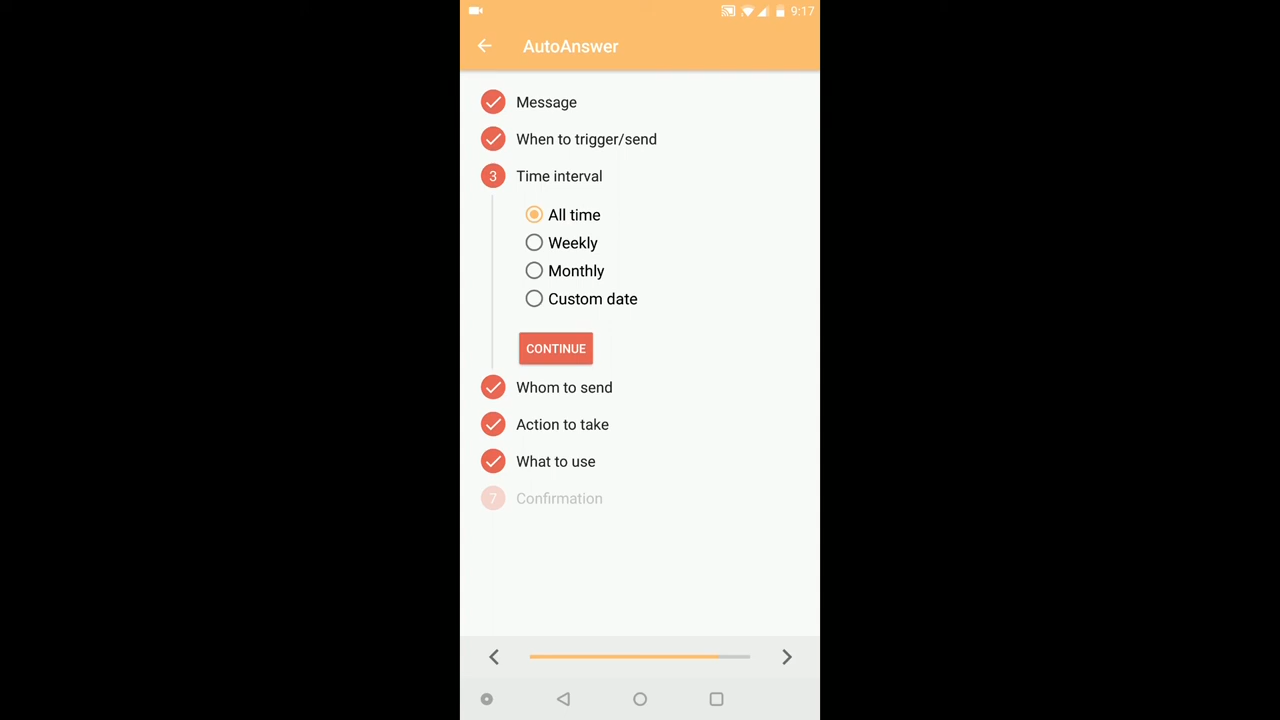 9:17
AutoAnswer
Message
When to trigger/send
3 Time interval
All time
Weekly
Monthly
Custom date
CONTINUE
Whom to send
Action to take
What to use
7 Confirmation